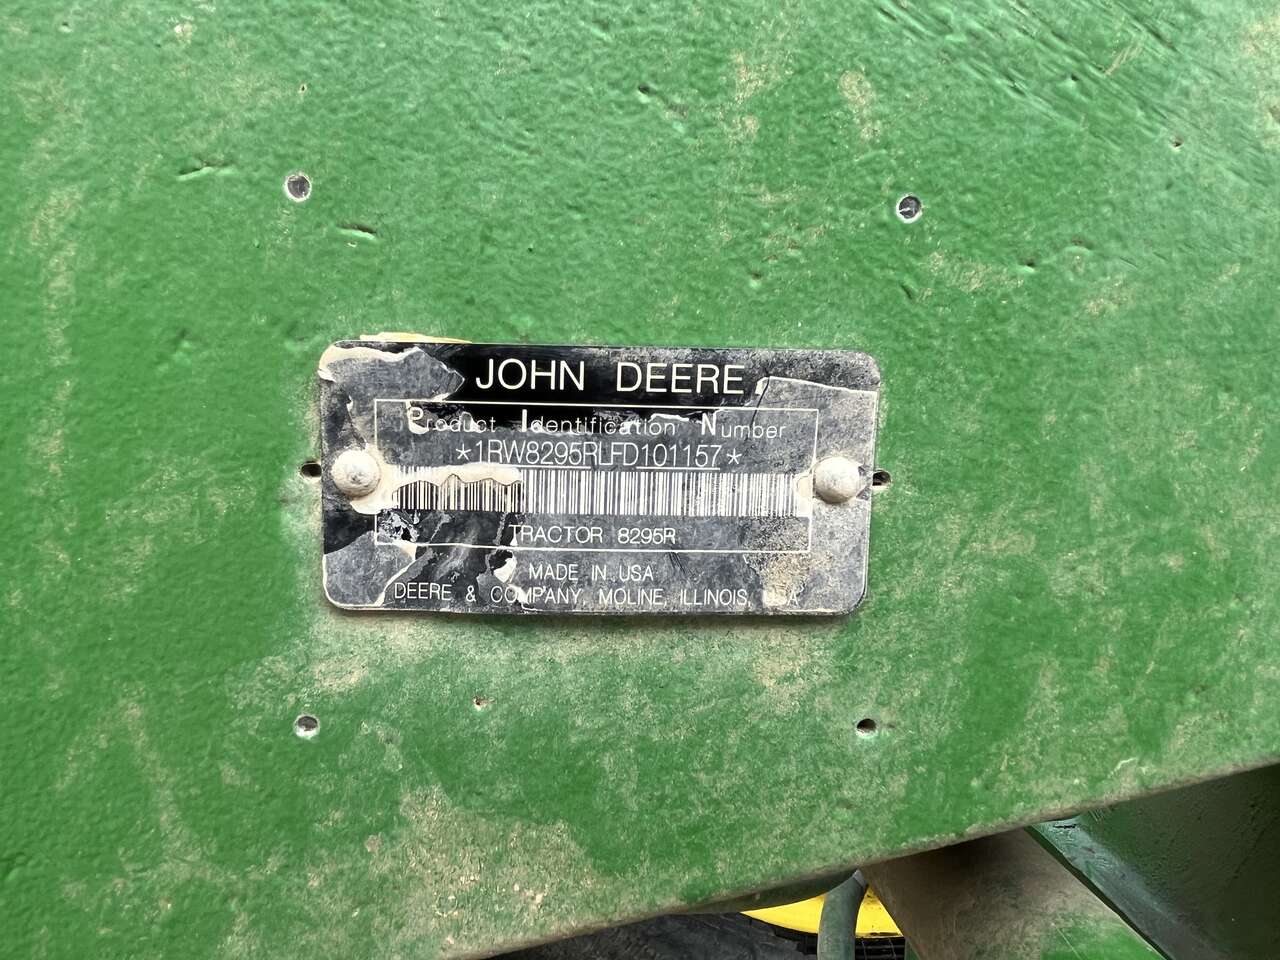 JOHN DEERE
Product Identification Number
*1RW8295RLFD101157*
TRACTOR 8295R
MADE IN USA
DEERE & COMPANY, MOLINE, ILLINOIS, USA